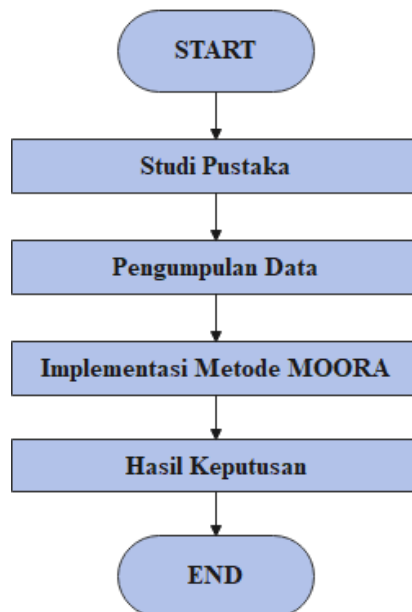 START
Studi Pustaka
Pengumpulan Data
Implementasi Metode MOORA
Hasil Keputusan
END